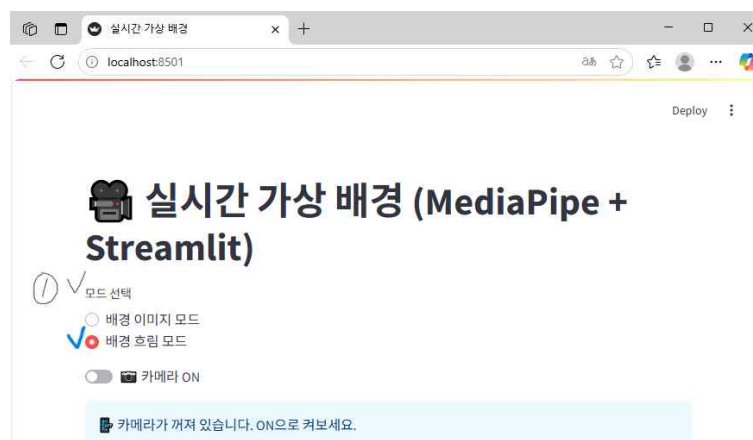 실시간 가상 배경
localhost:8501
Deploy
실시간 가상 배경 (MediaPipe +
Streamlit)
① 모드 선택
배경 이미지 모드
배경 흐림 모드
카메라 ON
카메라가 꺼져 있습니다. ON으로 켜보세요.